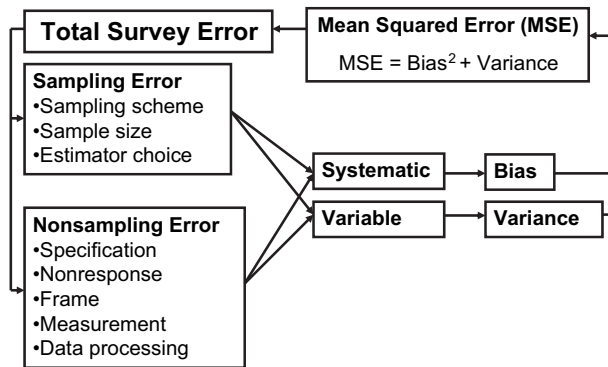 Total Survey Error
Mean Squared Error (MSE)
MSE = Bias² + Variance
Sampling Error
•Sampling scheme
•Sample size
•Estimator choice
Systematic
Bias
Variable
Variance
Nonsampling Error
•Specification
•Nonresponse
•Frame
•Measurement
•Data processing